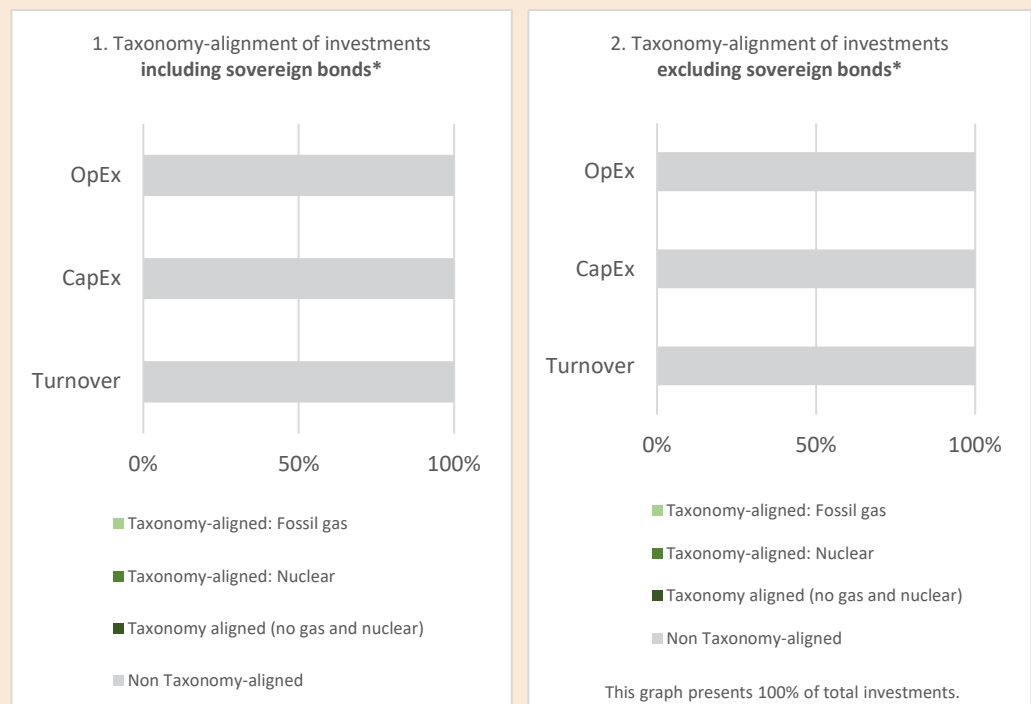 1. Taxonomy-alignment of investments
including sovereign bonds*
OpEx
CapEx
Turnover
0%
50%
100%
Taxonomy-aligned: Fossil gas
Taxonomy-aligned: Nuclear
Taxonomy aligned (no gas and nuclear)
Non Taxonomy-aligned
2. Taxonomy-alignment of investments
excluding sovereign bonds*
OpEx
CapEx
Turnover
0%
50%
100%
Taxonomy-aligned: Fossil gas
Taxonomy-aligned: Nuclear
Taxonomy aligned (no gas and nuclear)
Non Taxonomy-aligned
This graph presents 100% of total investments.